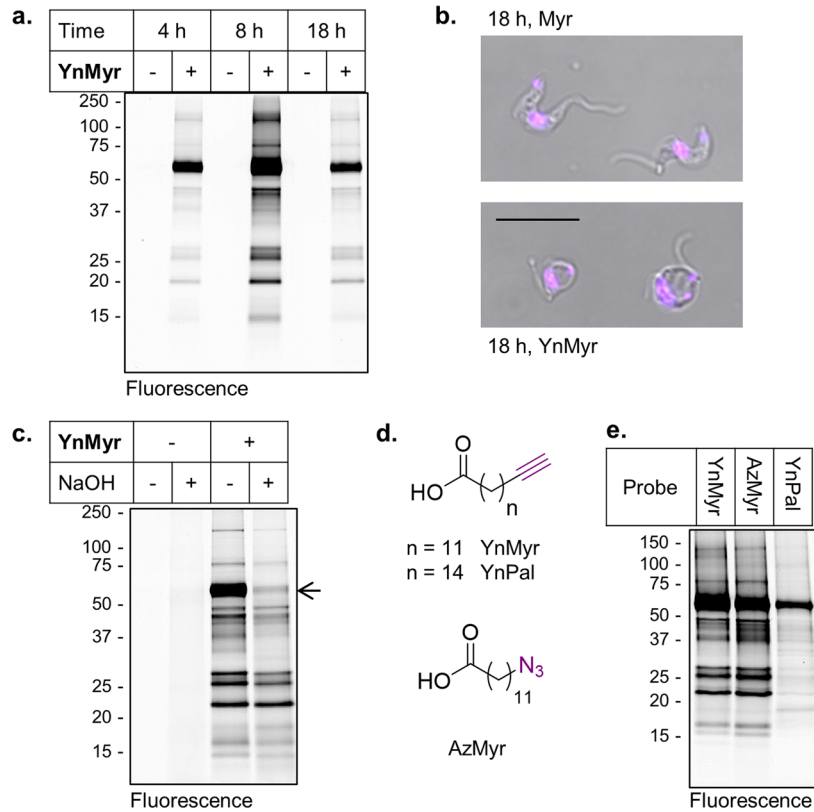 a.
Time 4 h 8 h 18 h
YnMyr - + - + - +
250 -
100 -
75 -
50 -
37 -
25 -
20 -
15 -
Fluorescence
b.
18 h, Myr
18 h, YnMyr
c.
YnMyr - +
NaOH - + - +
250 -
100 -
75 -
50 -
37 -
25 -
20 -
15 -
Fluorescence
d.
O
HO
n
n = 11 YnMyr
n = 14 YnPal
O
HO
N3
11
AzMyr
e.
Probe YnMyr AzMyr YnPal
150 -
100 -
75 -
50 -
37 -
25 -
20 -
15 -
Fluorescence